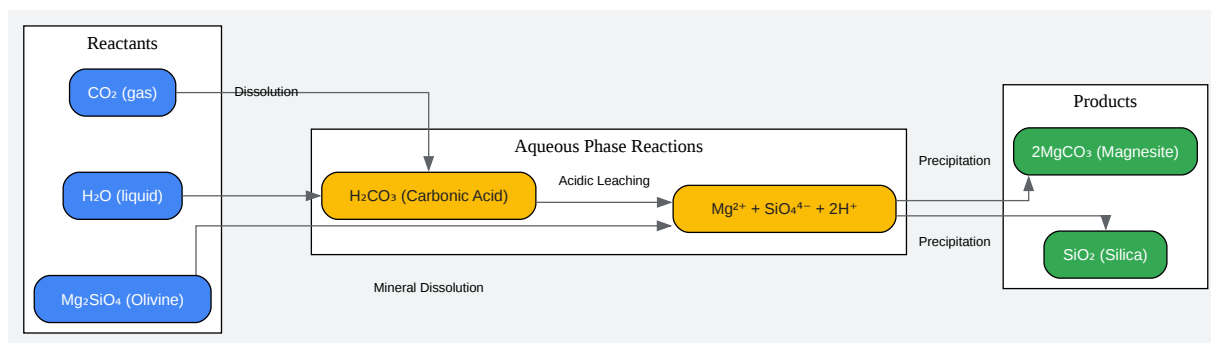 Reactants
CO₂ (gas)
Dissolution
H₂O (liquid)
Mg₂SiO₄ (Olivine)
Aqueous Phase Reactions
H₂CO₃ (Carbonic Acid)
Acidic Leaching
Mg²⁺ + SiO₄⁴⁻ + 2H⁺
Mineral Dissolution
Precipitation
Precipitation
Products
2MgCO₃ (Magnesite)
SiO₂ (Silica)